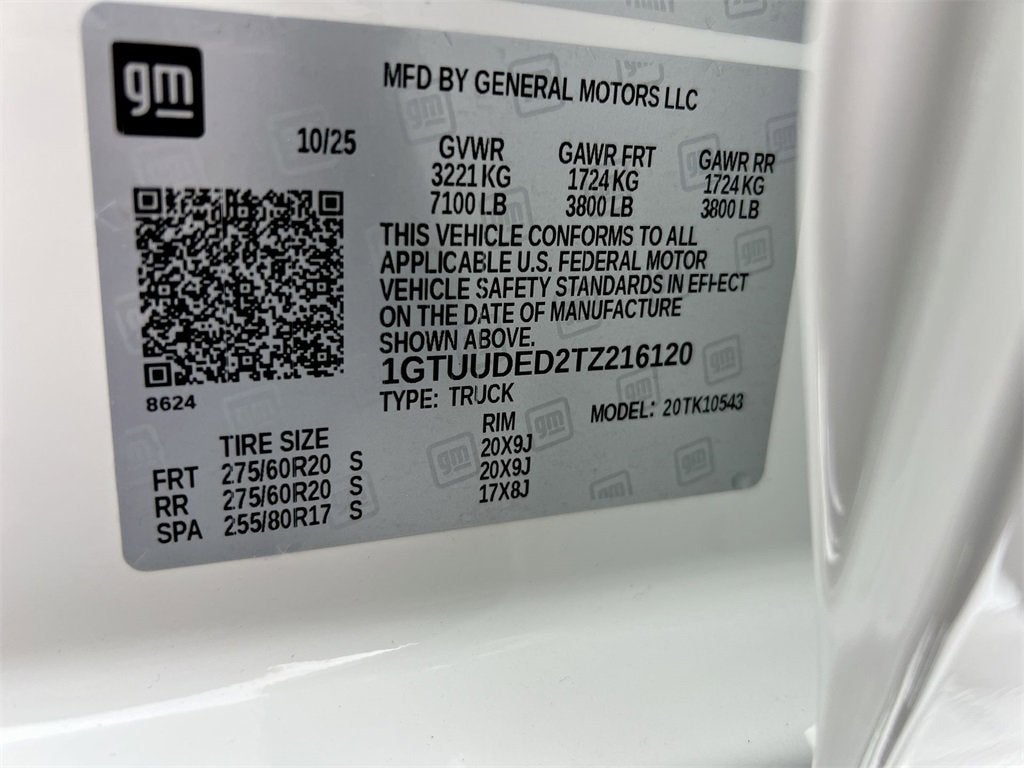 gm
MFD BY GENERAL MOTORS LLC
10/25
GVWR GAWR FRT GAWR RR
3221 KG 1724 KG 1724 KG
7100 LB 3800 LB 3800 LB
THIS VEHICLE CONFORMS TO ALL
APPLICABLE U.S. FEDERAL MOTOR
VEHICLE SAFETY STANDARDS IN EFFECT
ON THE DATE OF MANUFACTURE
SHOWN ABOVE.
1GTUUDED2TZ216120
8624
TYPE: TRUCK
MODEL: 20TK10543
TIRE SIZE RIM
FRT 275/60R20 S 20X9J
RR 275/60R20 S 20X9J
SPA 255/80R17 S 17X8J